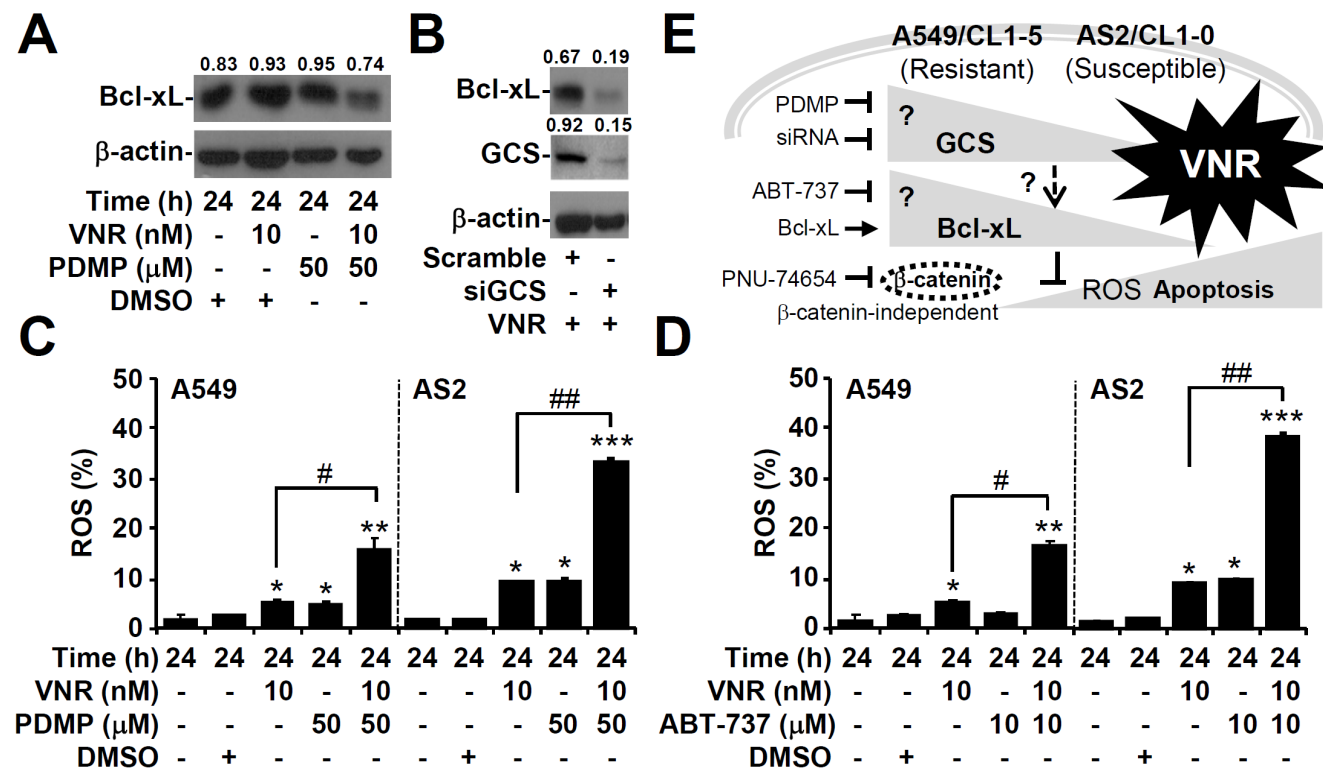 A
0.83 0.93 0.95 0.74
Bcl-xL-
β-actin-
Time (h) 24 24 24 24
VNR (nM) - 10 - 10
PDMP (μM) - - 50 50
DMSO + + - -
B
0.67 0.19
Bcl-xL-
0.92 0.15
GCS-
β-actin-
Scramble + -
siGCS - +
VNR + +
E
A549/CL1-5 AS2/CL1-0
(Resistant) (Susceptible)
PDMP
?
siRNA
GCS
VNR
?
ABT-737
?
Bcl-xL
Bcl-xL
PNU-74654
β-catenin
ROS Apoptosis
β-catenin-independent
C
50
A549 AS2
##
40
***
#
30
ROS (%)
20
**
10
* * * *
0
Time (h) 24 24 24 24 24 24 24 24 24 24
VNR (nM) - - 10 - 10 - - 10 - 10
PDMP (μM) - - - 50 50 - - - 50 50
DMSO - + - - - - + - - -
D
50
A549 AS2
##
40
***
#
30
ROS (%)
20
**
10
* * *
0
Time (h) 24 24 24 24 24 24 24 24 24 24
VNR (nM) - - 10 - 10 - - 10 - 10
ABT-737 (μM) - - - 10 10 - - - 10 10
DMSO - + - - - - + - - -